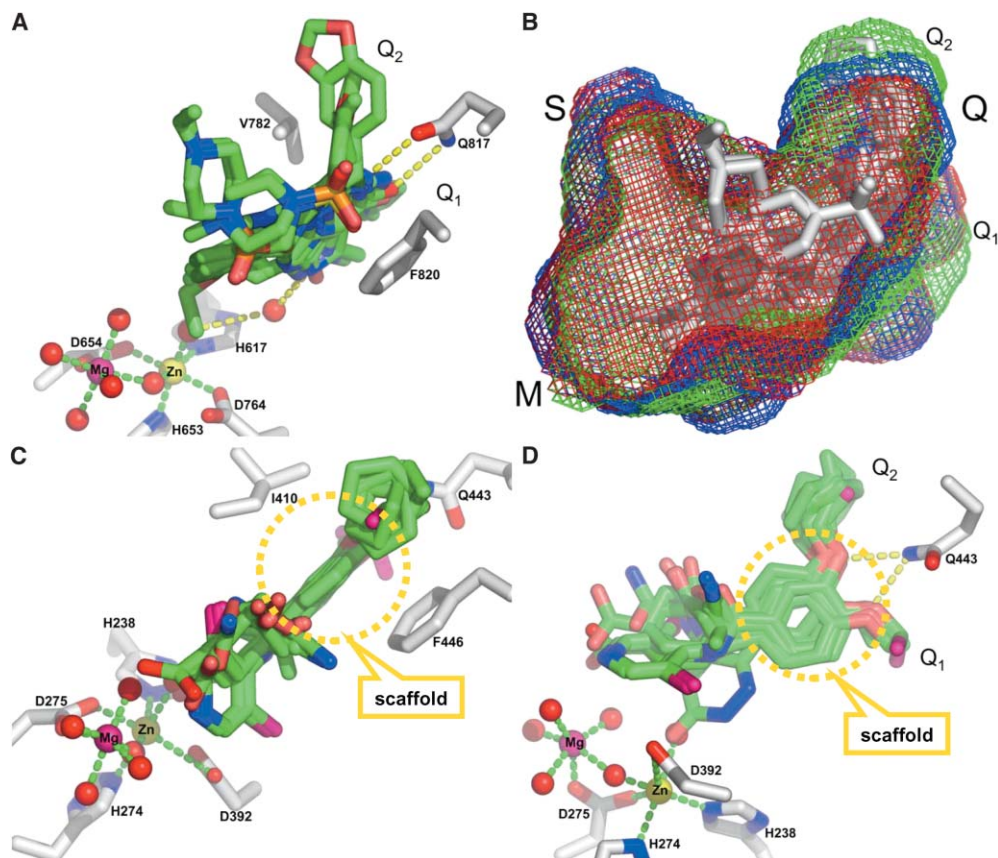 A
Q2
V782
Q817
Q1
F820
D654
H617
Mg
Zn
D764
H653
B
Q2
S
Q
Q1
M
C
I410
Q443
H238
F446
scaffold
D275
Zn
Mg
H274
D392
D
Q2
Q443
Q1
scaffold
Mg
D392
D275
Zn
H238
H274